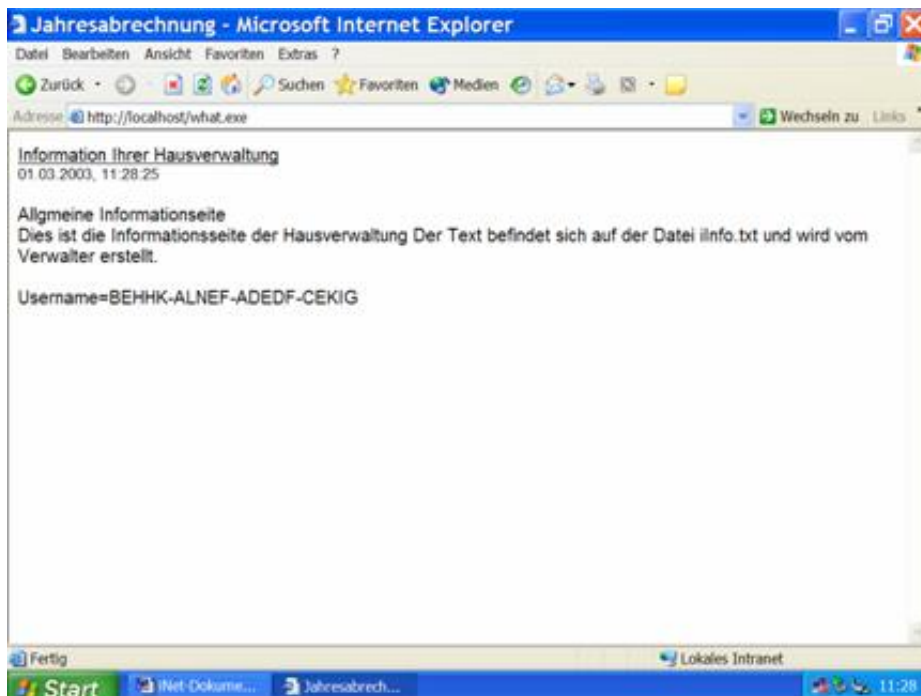 Jahresabrechnung - Microsoft Internet Explorer
Datei Bearbeiten Ansicht Favoriten Extras ?
Zurück Suchen Favoriten Medien
Adresse http://localhost/what.exe Wechseln zu Links
Information Ihrer Hausverwaltung
01.03.2003, 11:28:25
Allgmeine Informationseite
Dies ist die Informationsseite der Hausverwaltung Der Text befindet sich auf der Datei iInfo.txt und wird vom
Verwalter erstellt.
Username=BEHHK-ALNEF-ADEDF-CEKIG
Fertig Lokales Intranet
Start iNet-Dokume... Jahresabrech... 11:28